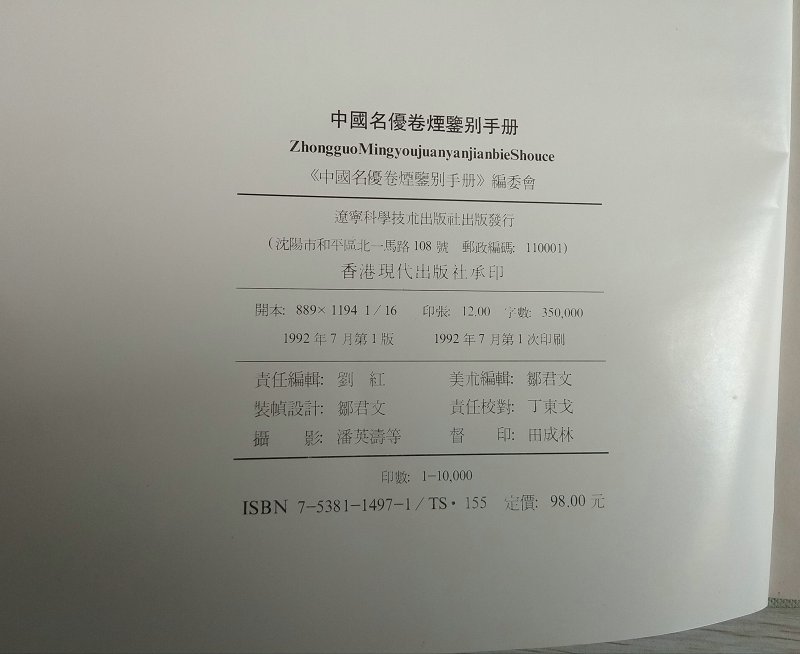 中國名優卷煙鑒别手册
ZhongguoMingyoujuanyanjianbieShouce
《中國名優卷煙鑒别手册》編委會
遼寧科學技朮出版社出版發行
(沈陽市和平區北一馬路108號 郵政編碼: 110001)
香港現代出版社承印
開本: 889×1194 1/16 印張: 12.00 字數: 350,000
1992年7月第1版 1992年7月第1次印刷
責任編輯: 劉 紅 美朮編輯: 鄒君文
裝幀設計: 鄒君文 責任校對: 丁東戈
攝 影: 潘英濤等 督 印: 田成林
印數: 1-10,000
ISBN 7-5381-1497-1/TS·155 定價: 98.00元